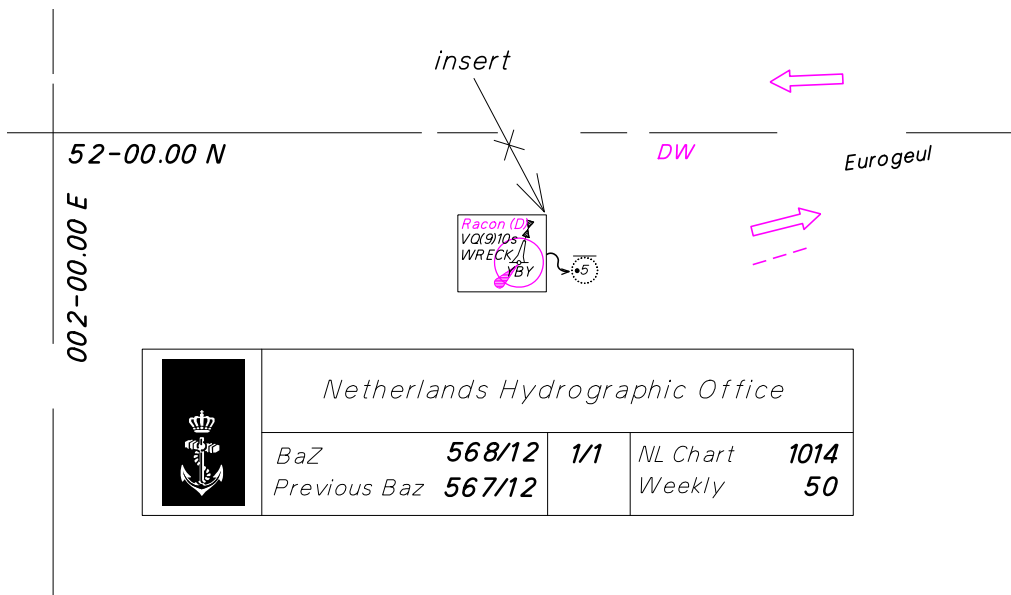 insert
52-00.00 N
DW
Eurogeul
002-00.00 E
Racon (D)
VQ(9)10s
WRECK
YBY
5
Netherlands Hydrographic Office
BaZ 568/12 1/1 NL Chart 1014
Previous Baz 567/12 Weekly 50